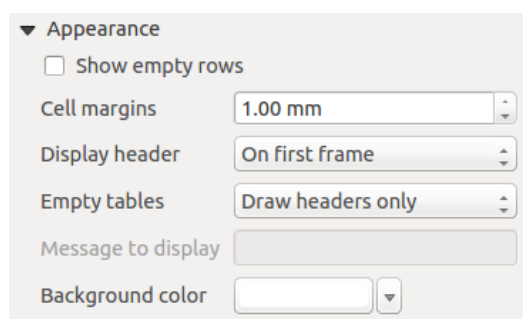 Appearance
Show empty rows
Cell margins 1.00 mm
Display header On first frame
Empty tables Draw headers only
Message to display
Background color